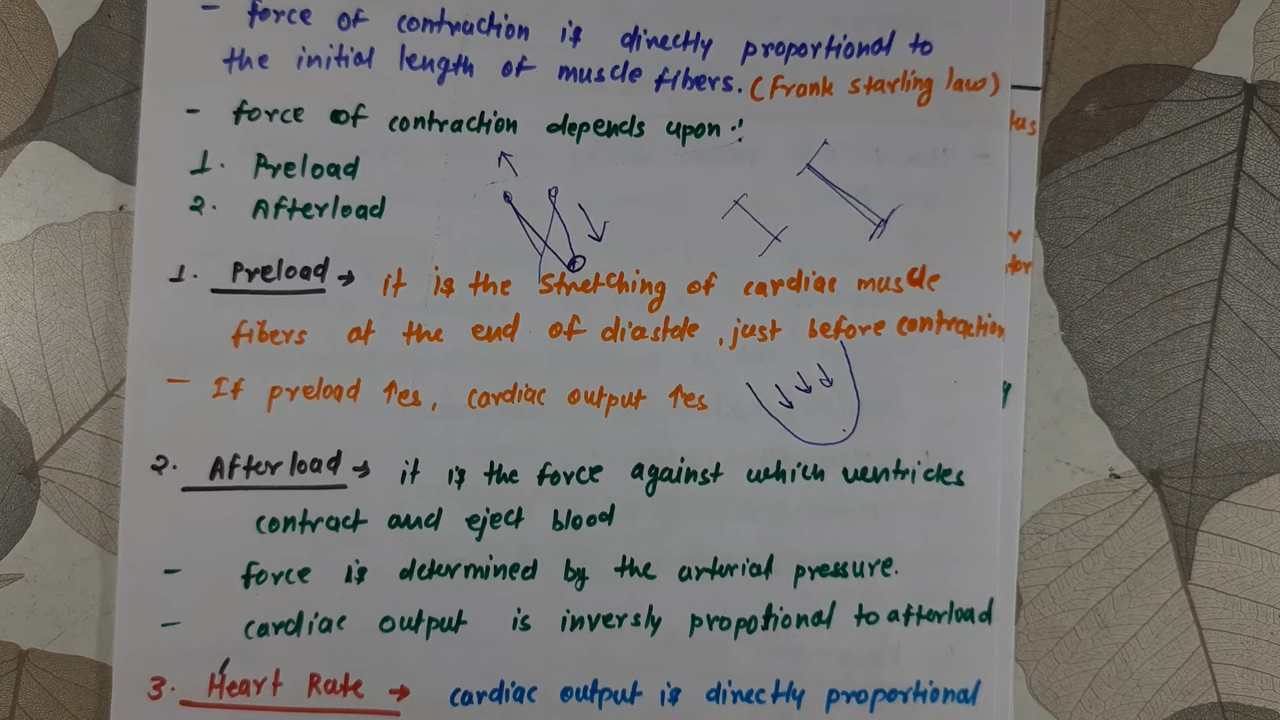 - force of contraction is directly proportional to
the initial length of muscle fibers. (Frank starling law)
- force of contraction depends upon :
1. Preload
2. Afterload
1. Preload → it is the stretching of cardiac muscle
fibers at the end of diastole, just before contraction
- If preload ↑es, cardiac output ↑es
2. Afterload → it is the force against which ventricles
contract and eject blood
- force is determined by the arterial pressure.
- cardiac output is inversly propotional to afterload
3. Heart Rate → cardiac output is directly proportional